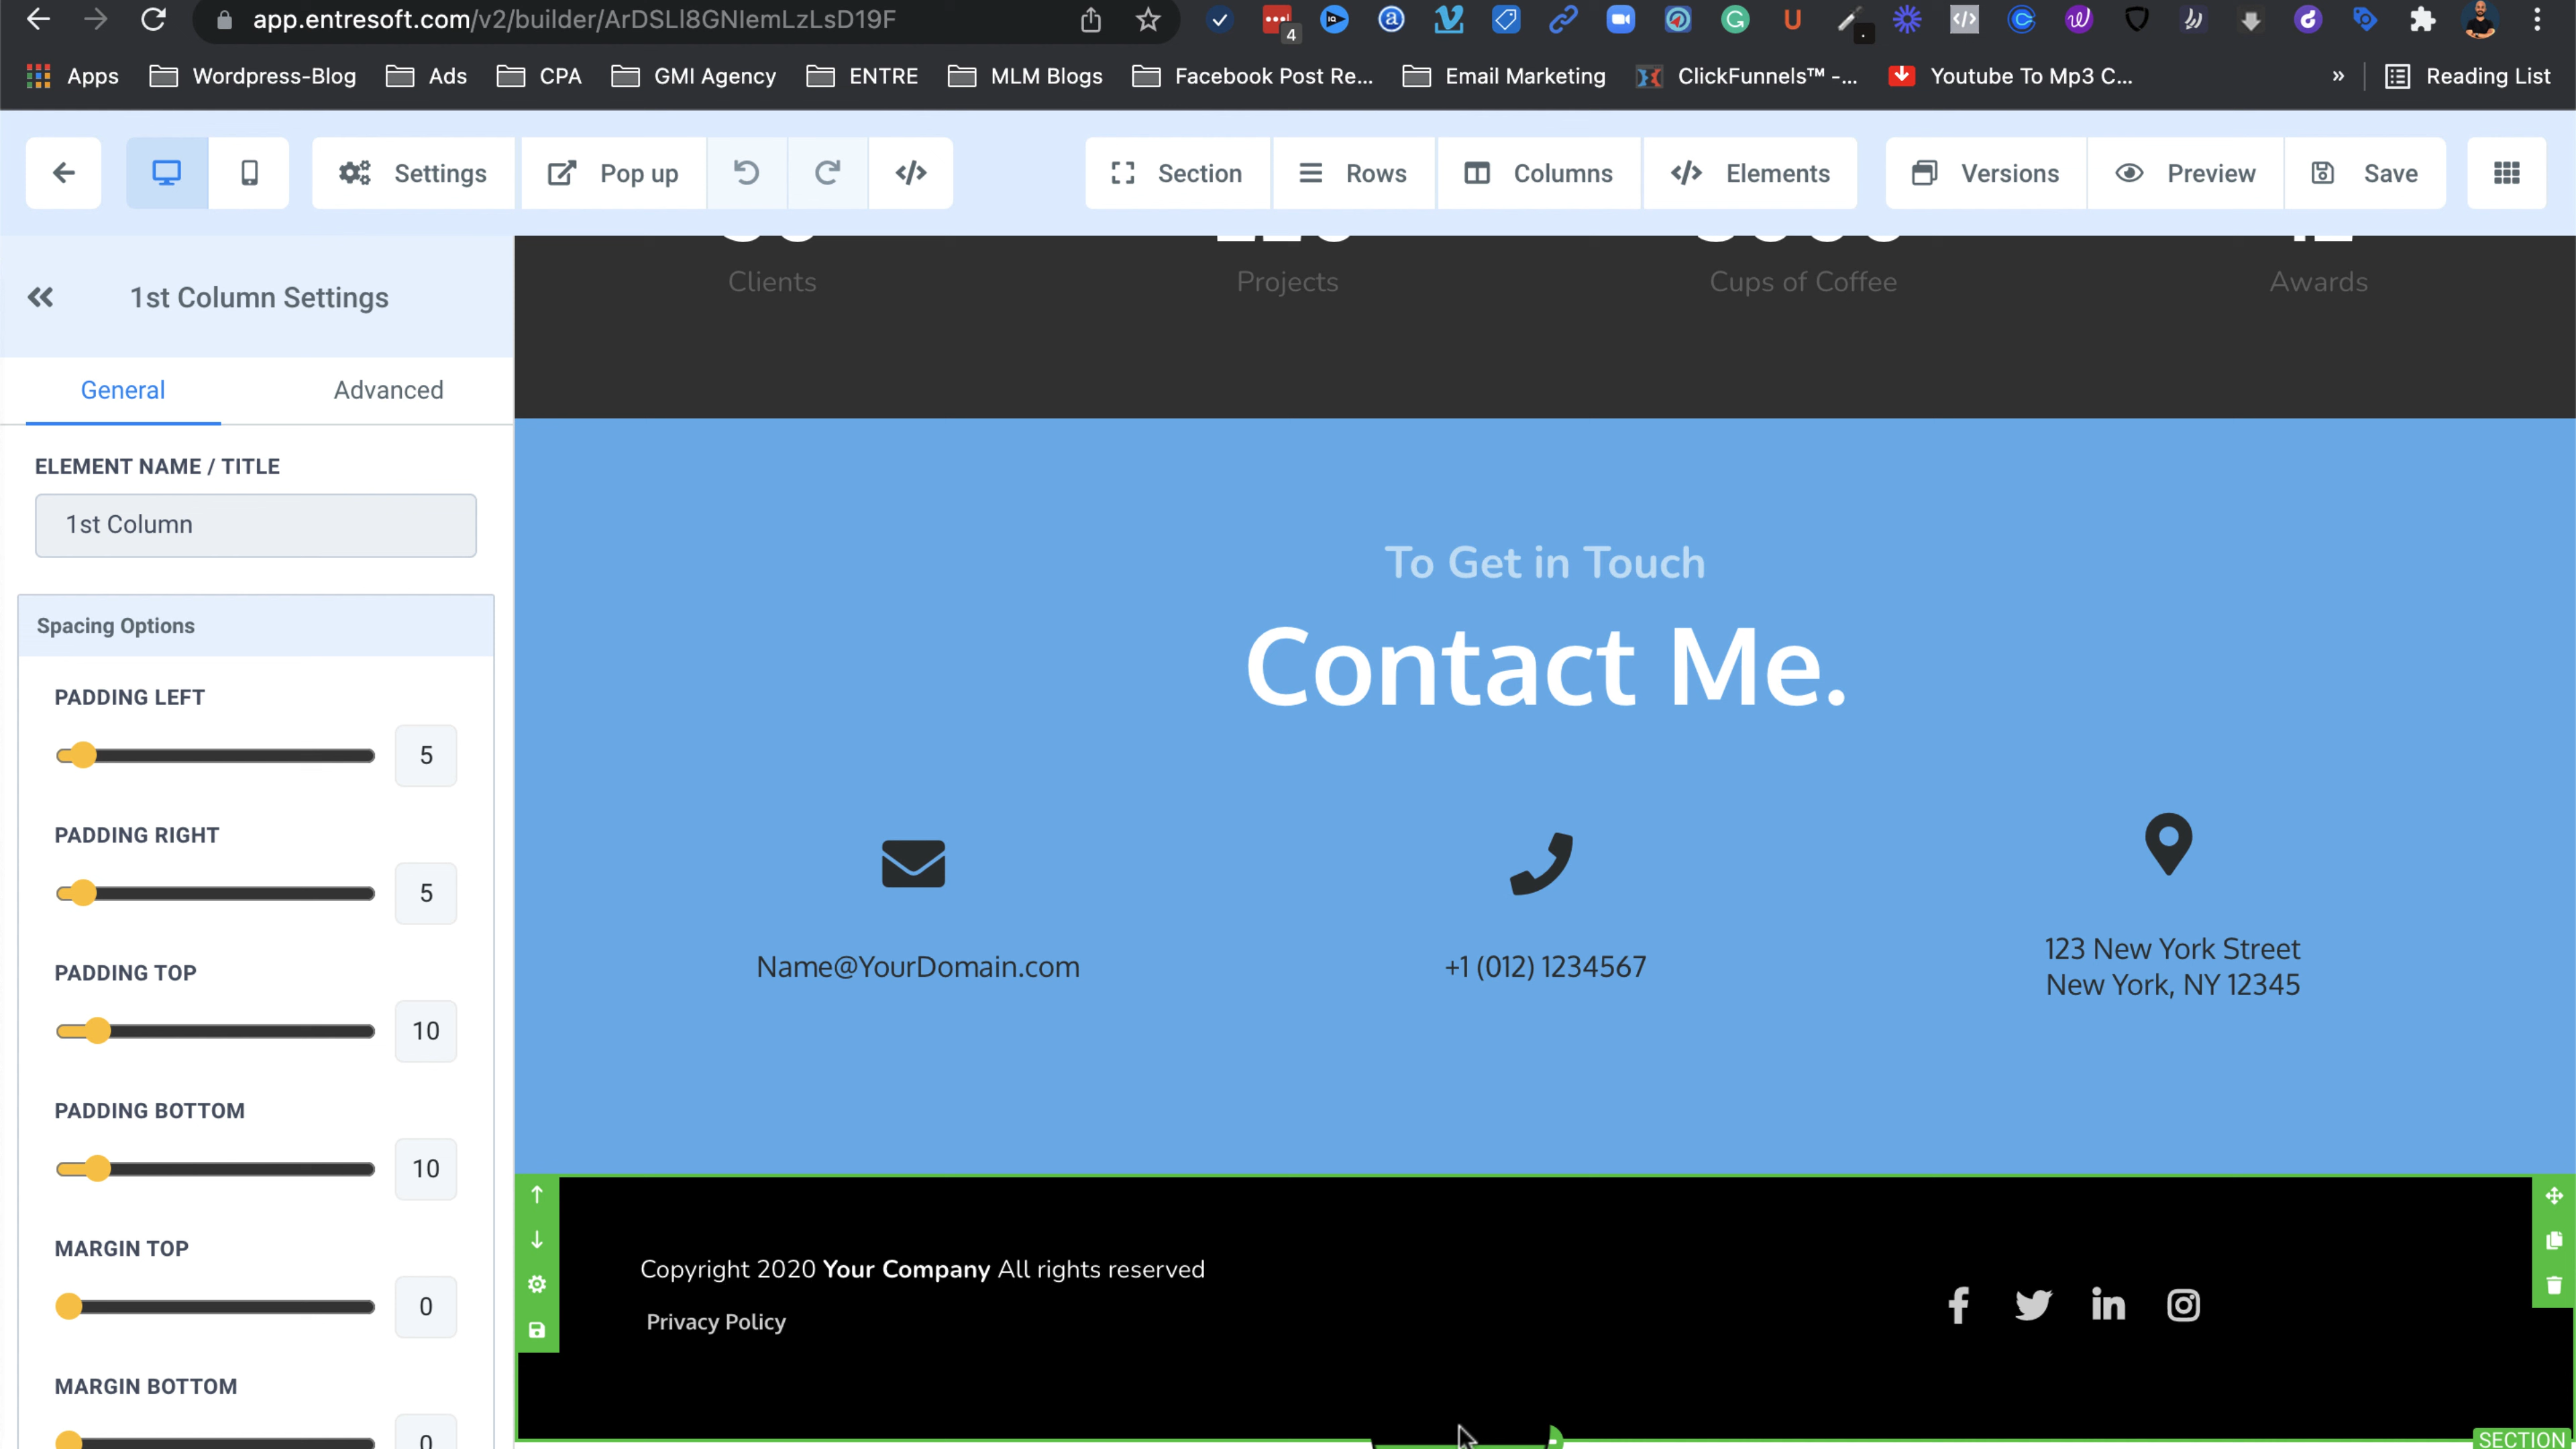 app.entresoft.com/v2/builder/ArDSLI8GNIemLzLsD19F
4
Apps
Wordpress-Blog
Ads
CPA
GMI Agency
ENTRE
MLM Blogs
Facebook Post Re...
Email Marketing
ClickFunnels™ -...
Youtube To Mp3 C...
»
Reading List
Settings
Pop up
Section
Rows
Columns
Elements
Versions
Preview
Save
1st Column Settings
General
Advanced
ELEMENT NAME / TITLE
1st Column
Spacing Options
PADDING LEFT
5
PADDING RIGHT
5
PADDING TOP
10
PADDING BOTTOM
10
MARGIN TOP
0
MARGIN BOTTOM
0
Clients
Projects
Cups of Coffee
Awards
To Get in Touch
Contact Me.
Name@YourDomain.com
+1 (012) 1234567
123 New York Street
New York, NY 12345
Copyright 2020 Your Company All rights reserved
Privacy Policy
SECTION